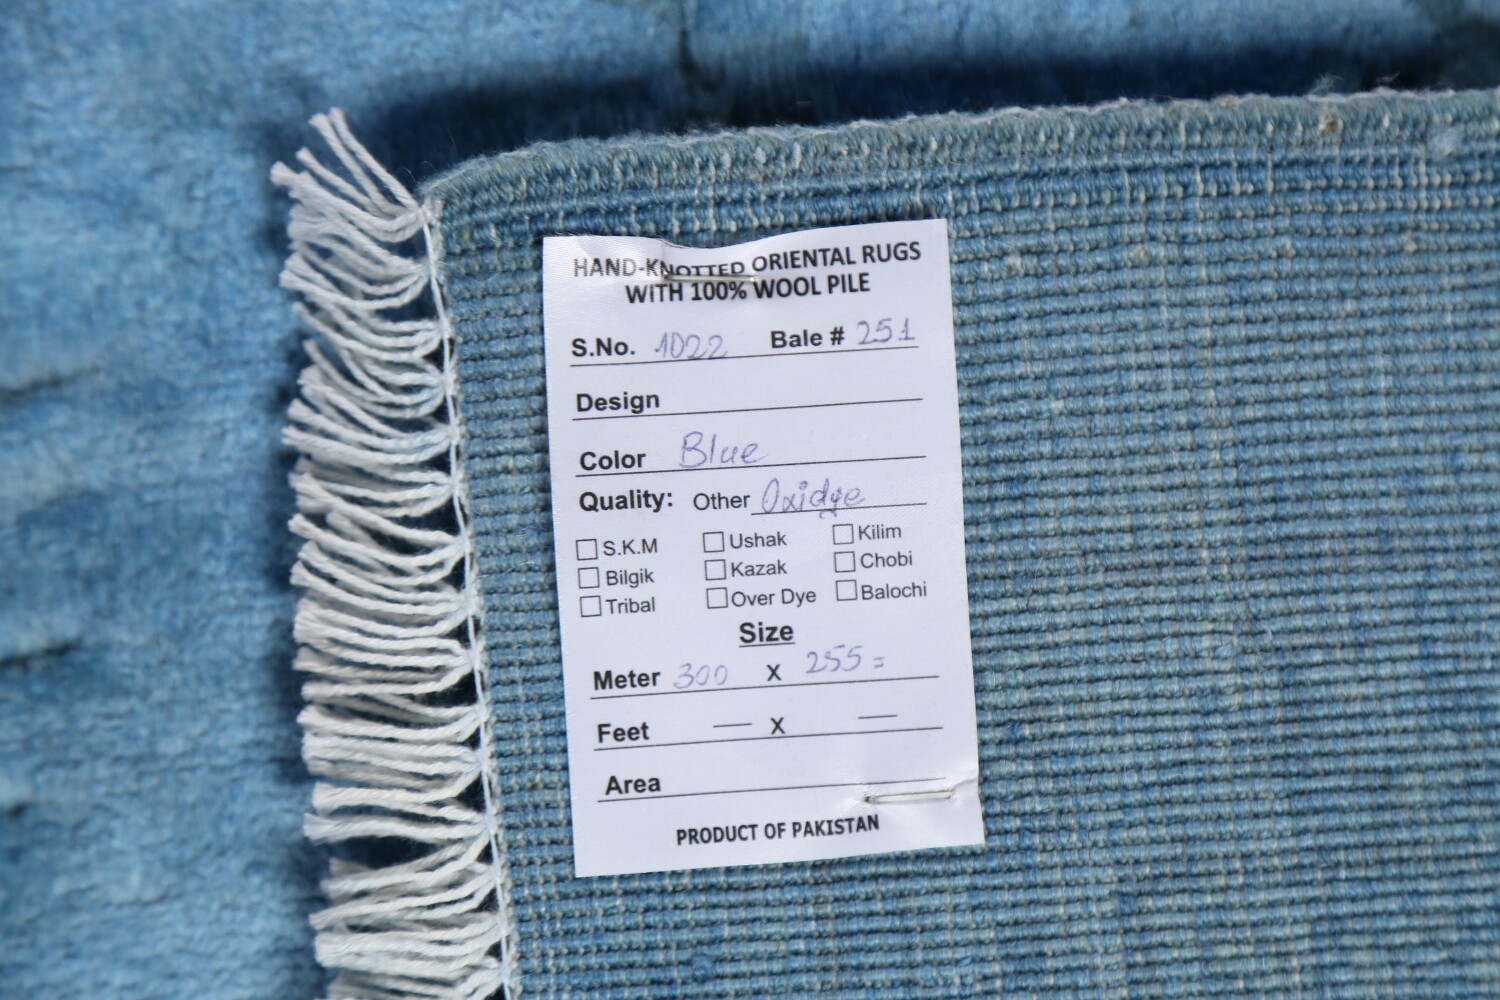 HAND-KNOTTED ORIENTAL RUGS
WITH 100% WOOL PILE
S.No. 1022 Bale # 251
Design
Color Blue
Quality: Other Oxidye
S.K.M Ushak Kilim
Bilgik Kazak Chobi
Tribal Over Dye Balochi
Size
Meter 300 X 255 =
Feet — X —
Area
PRODUCT OF PAKISTAN